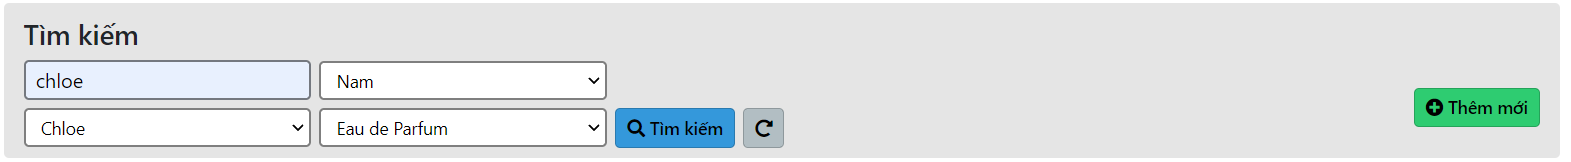 Tìm kiếm
chloe
Nam
Chloe
Eau de Parfum
Tìm kiếm
Thêm mới